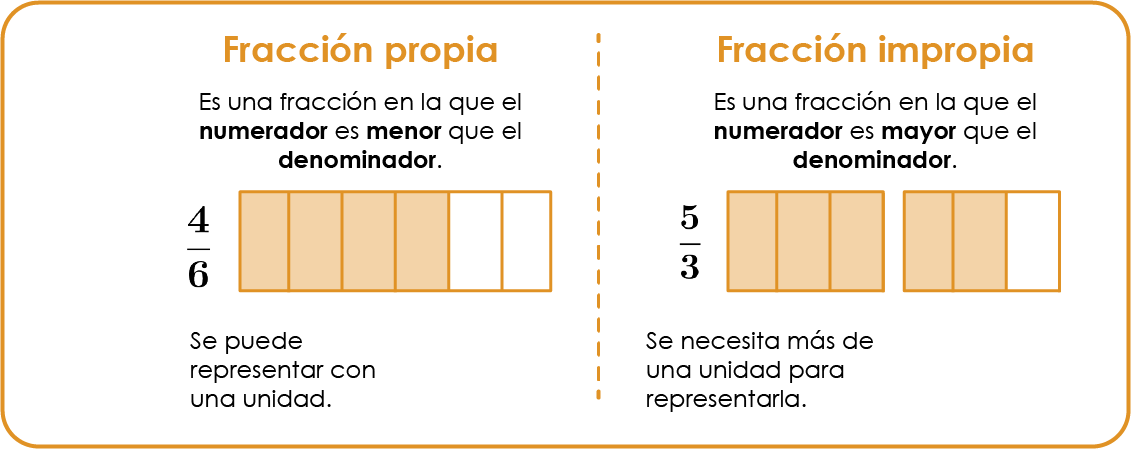 Fracción propia
Es una fracción en la que el
numerador es menor que el
denominador.
4
6
Se puede
representar con
una unidad.
Fracción impropia
Es una fracción en la que el
numerador es mayor que el
denominador.
5
3
Se necesita más de
una unidad para
representarla.